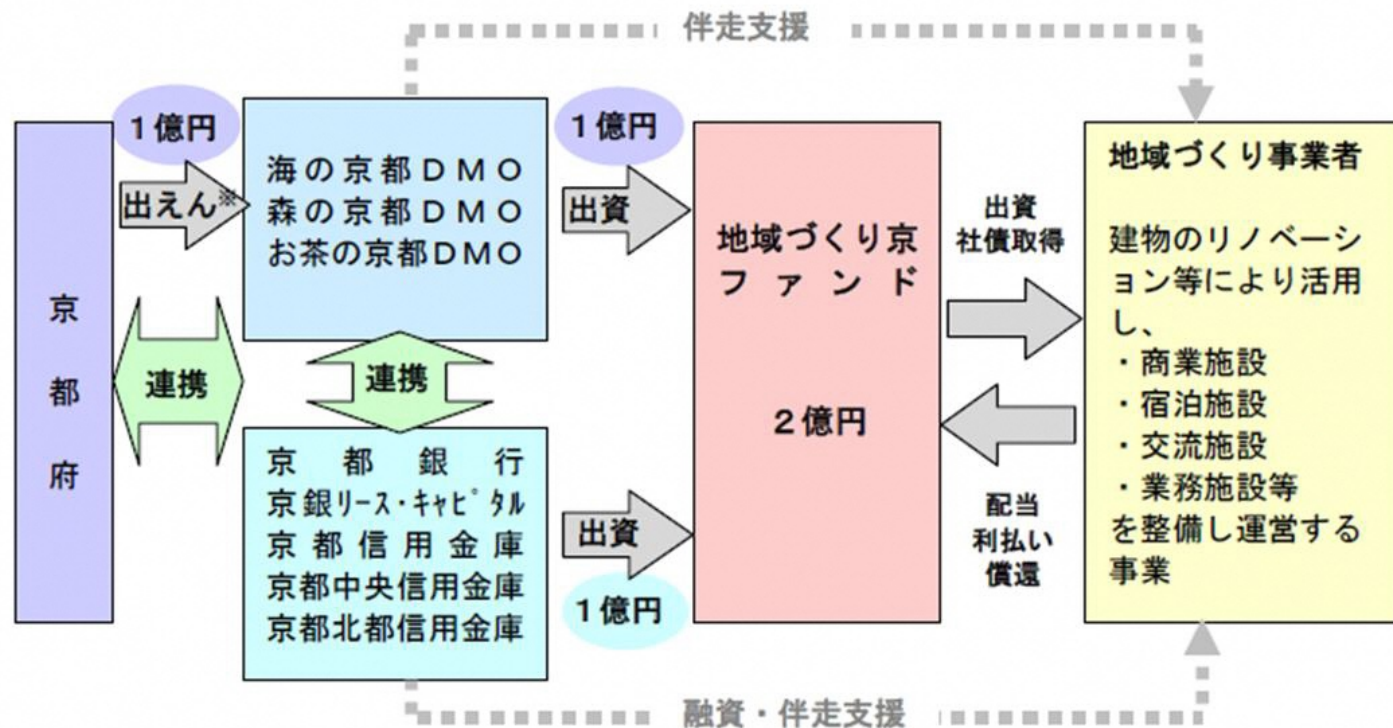 伴走支援
1億円
出えん※
京
都
府
連携
海の京都DMO
森の京都DMO
お茶の京都DMO
連携
京都銀行
京銀ﾘｰｽ・ｷｬﾋﾟﾀﾙ
京都信用金庫
京都中央信用金庫
京都北都信用金庫
1億円
出資
出資
1億円
地域づくり京
ファンド
2億円
出資
社債取得
配当
利払い
償還
地域づくり事業者
建物のリノベーシ
ョン等により活用
し、
・商業施設
・宿泊施設
・交流施設
・業務施設等
を整備し運営する
事業
融資・伴走支援